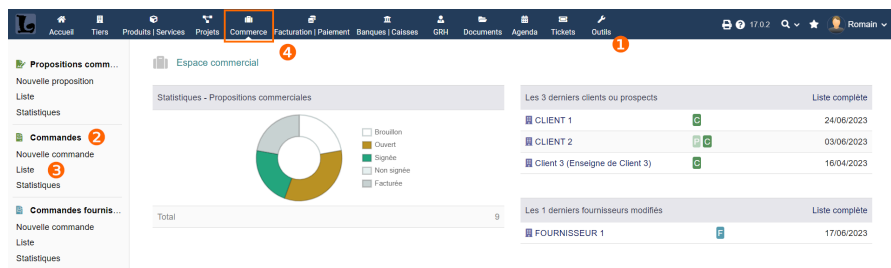 Accueil Tiers Produits | Services Projets Commerce Facturation | Paiement Banques | Caisses GRH Documents Agenda Tickets Outils 17.0.2 Romain
4 1
Propositions comm...
Nouvelle proposition
Liste
Statistiques
Commandes 2
Nouvelle commande
Liste 3
Statistiques
Commandes fournis...
Nouvelle commande
Liste
Statistiques
Espace commercial
Statistiques - Propositions commerciales
Brouillon
Ouvert
Signée
Non signée
Facturée
Total 9
Les 3 derniers clients ou prospects Liste complète
CLIENT 1 C 24/06/2023
CLIENT 2 P C 03/06/2023
Client 3 (Enseigne de Client 3) C 16/04/2023
Les 1 derniers fournisseurs modifiés Liste complète
FOURNISSEUR 1 F 17/06/2023